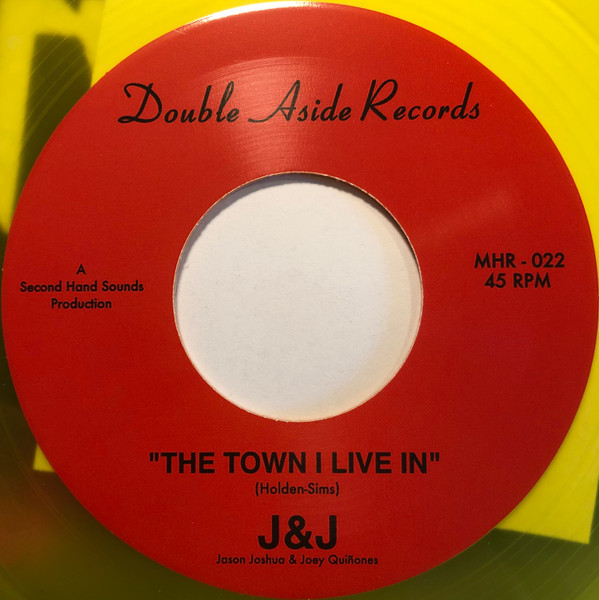 Double Aside Records
A
Second Hand Sounds
Production
MHR - 022
45 RPM
"THE TOWN I LIVE IN"
(Holden-Sims)
J&J
Jason Joshua & Joey Quiñones